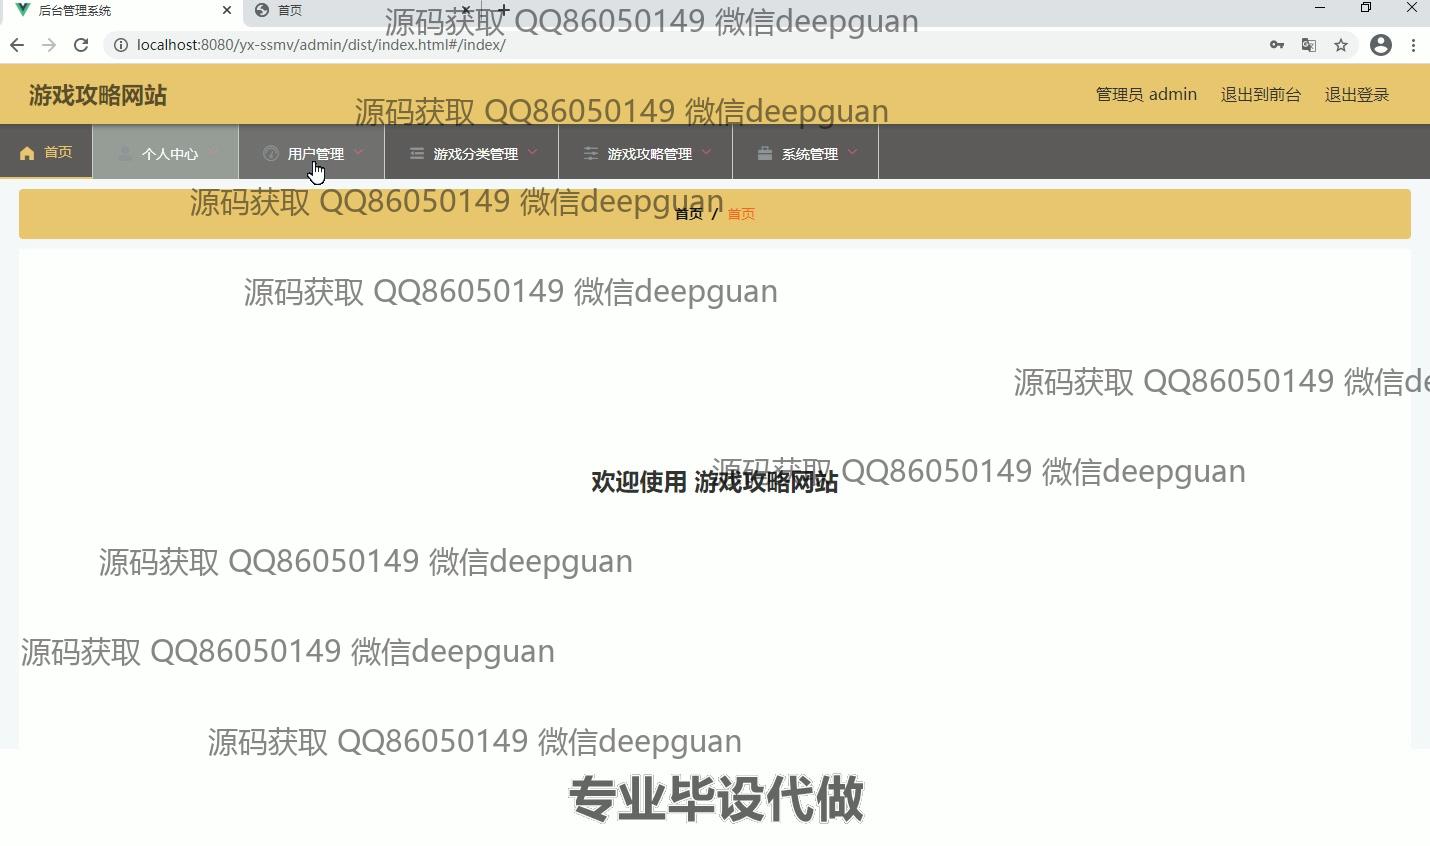 后台管理系统
首页
源码获取 QQ86050149 微信deepguan
localhost:8080/yx-ssmv/admin/dist/index.html#/index/
游戏攻略网站
管理员 admin
退出到前台
退出登录
源码获取 QQ86050149 微信deepguan
首页
个人中心
用户管理
游戏分类管理
游戏攻略管理
系统管理
源码获取 QQ86050149 微信deepguan
首页 / 首页
源码获取 QQ86050149 微信deepguan
源码获取 QQ86050149 微信de
源码获取 QQ86050149 微信deepguan
欢迎使用 游戏攻略网站
源码获取 QQ86050149 微信deepguan
源码获取 QQ86050149 微信deepguan
源码获取 QQ86050149 微信deepguan
专业毕设代做